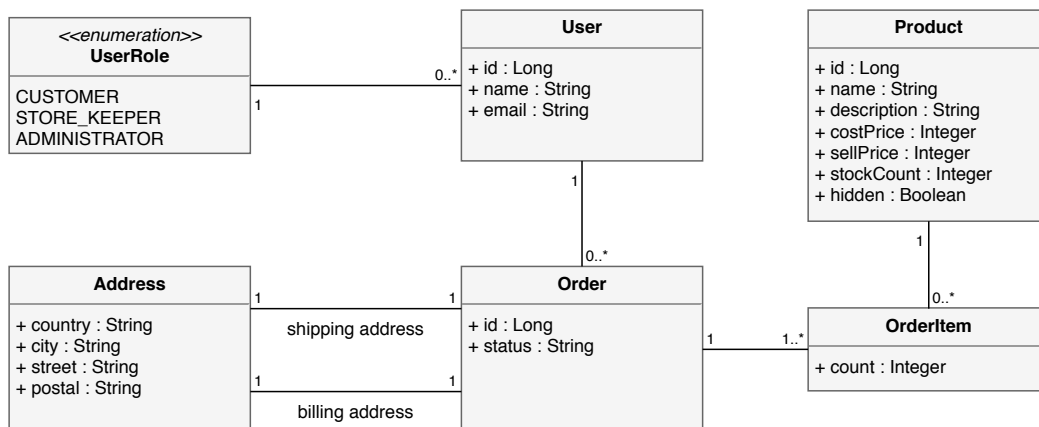 <<enumeration>>
UserRole
CUSTOMER
STORE_KEEPER
ADMINISTRATOR
1
0..*
User
+ id : Long
+ name : String
+ email : String
1
0..*
Product
+ id : Long
+ name : String
+ description : String
+ costPrice : Integer
+ sellPrice : Integer
+ stockCount : Integer
+ hidden : Boolean
1
0..*
Address
+ country : String
+ city : String
+ street : String
+ postal : String
1
1
shipping address
1
1
billing address
Order
+ id : Long
+ status : String
1
1..*
OrderItem
+ count : Integer